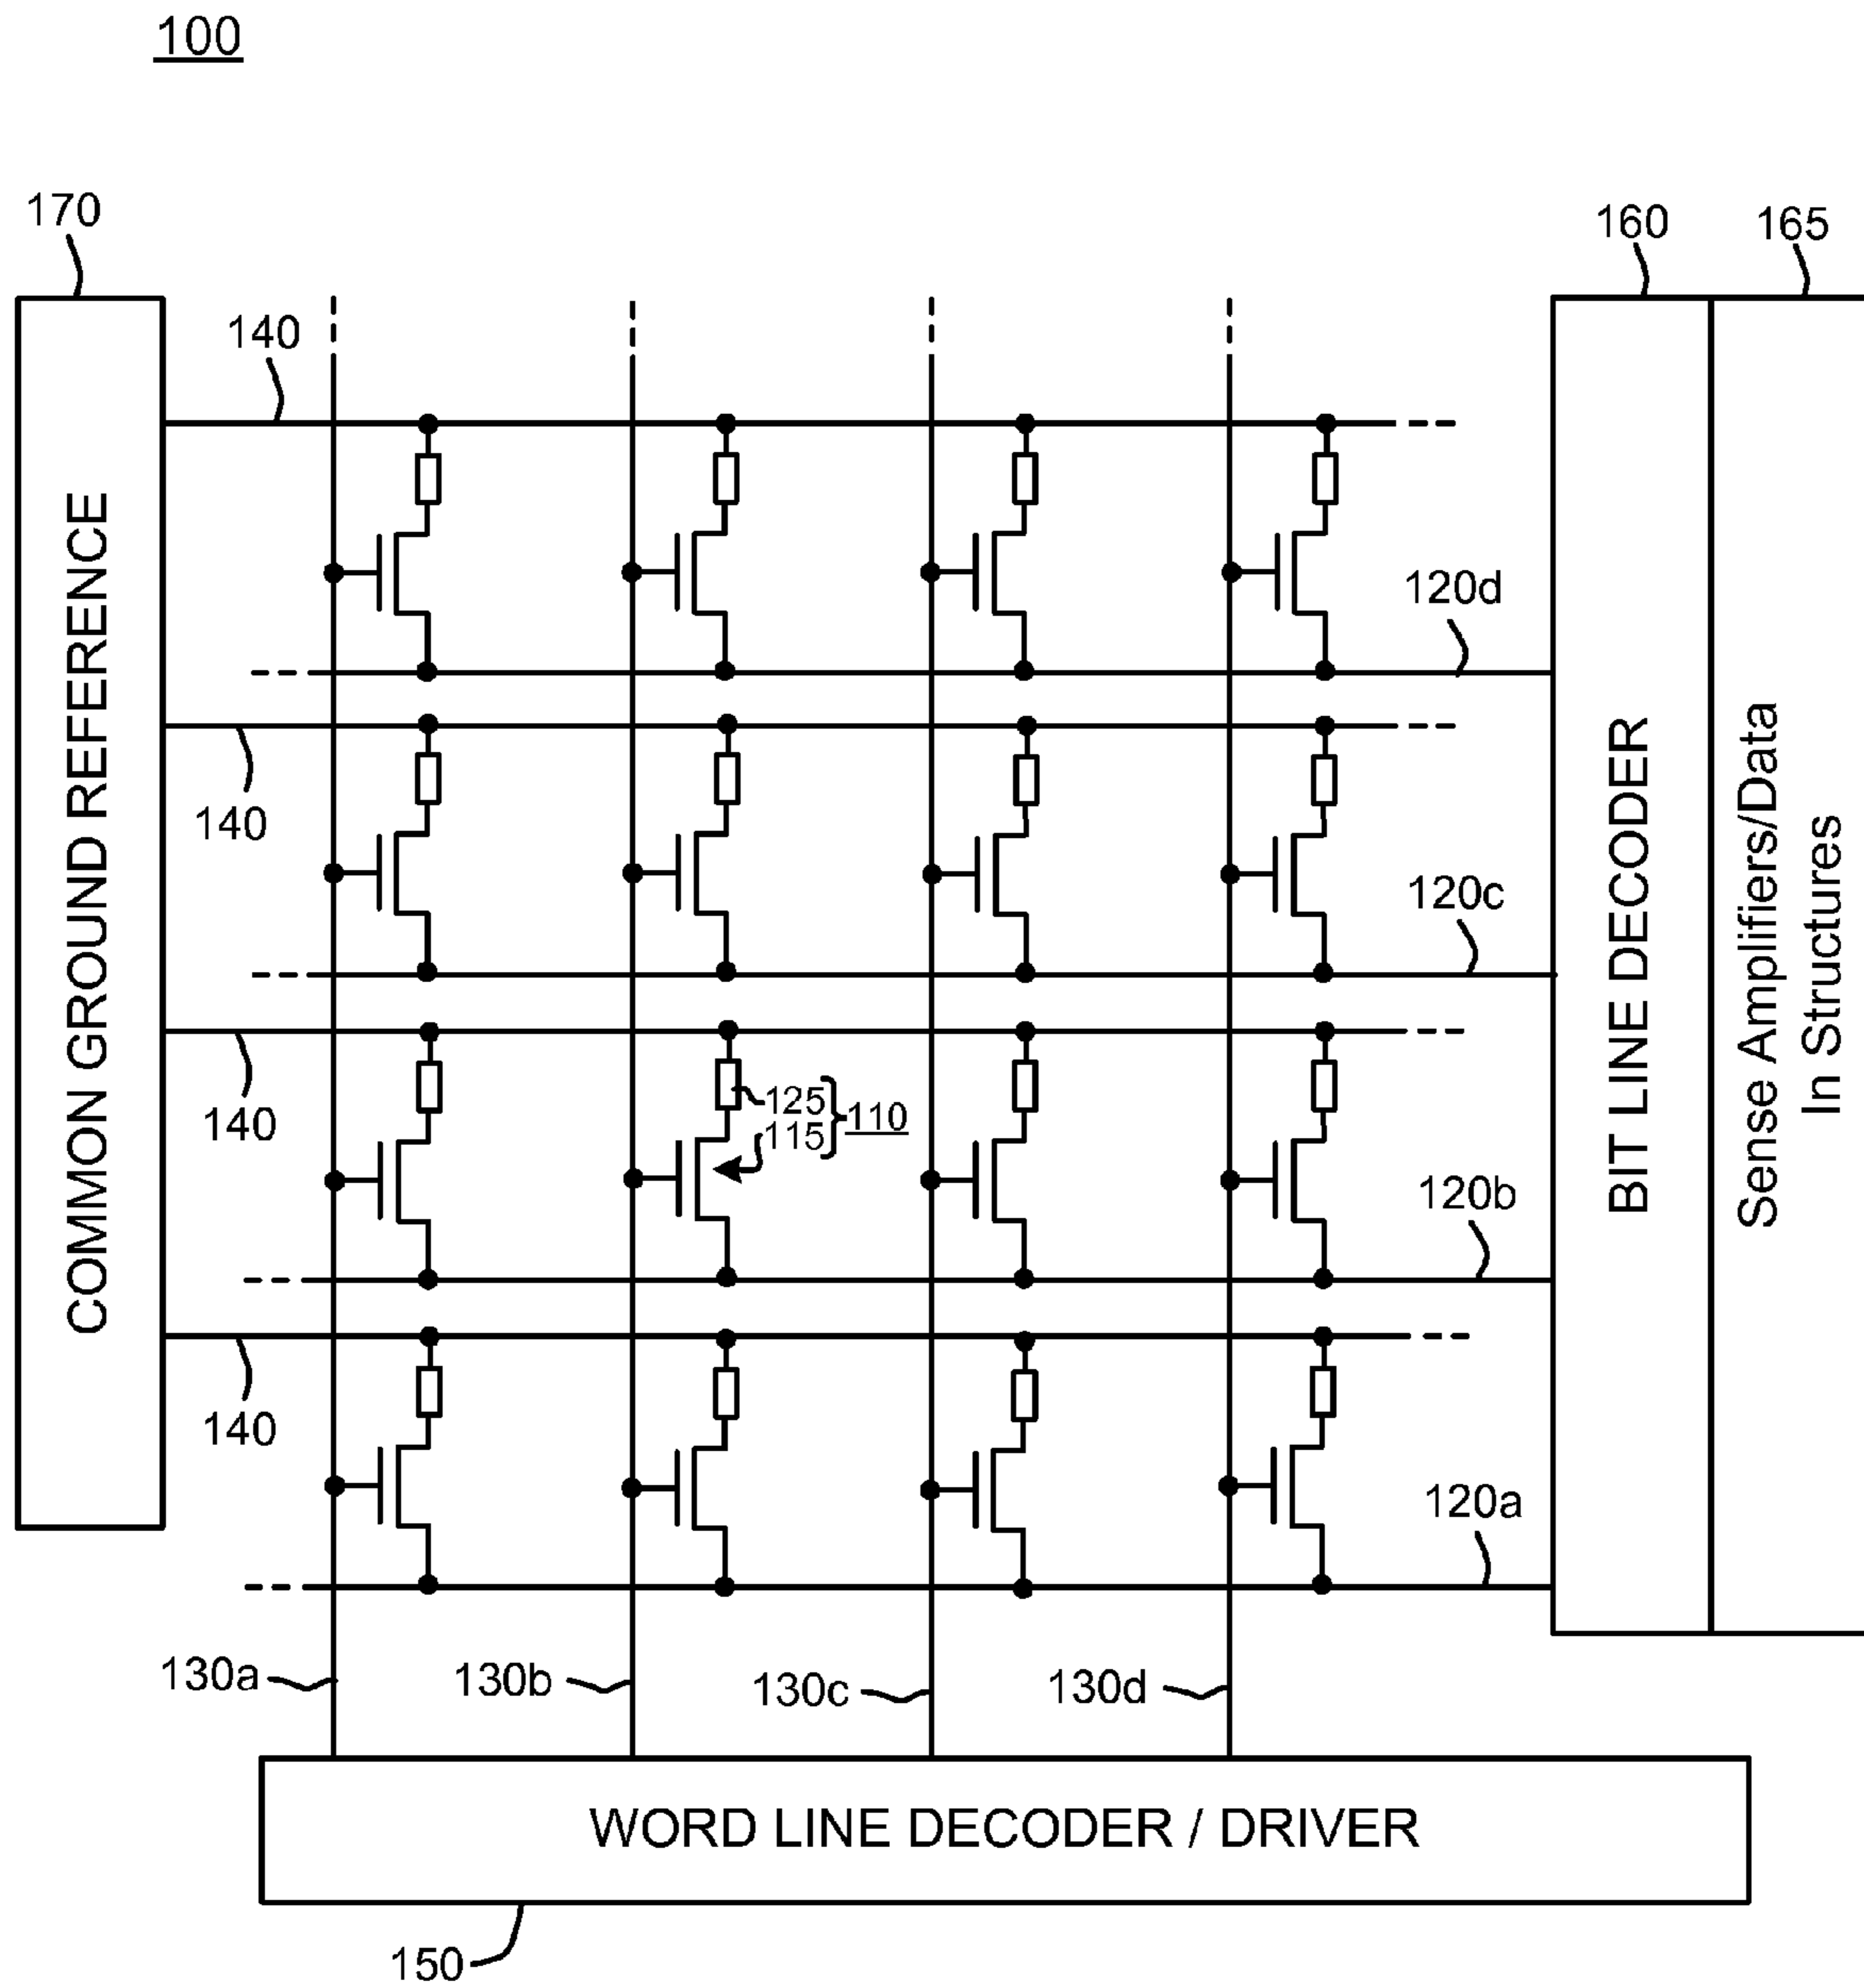 100
170
160
165
140
120d
140
120c
140
125
110
115
120b
140
120a
COMMON GROUND REFERENCE
BIT LINE DECODER
Sense Amplifiers/Data
In Structures
130a
130b
130c
130d
WORD LINE DECODER / DRIVER
150